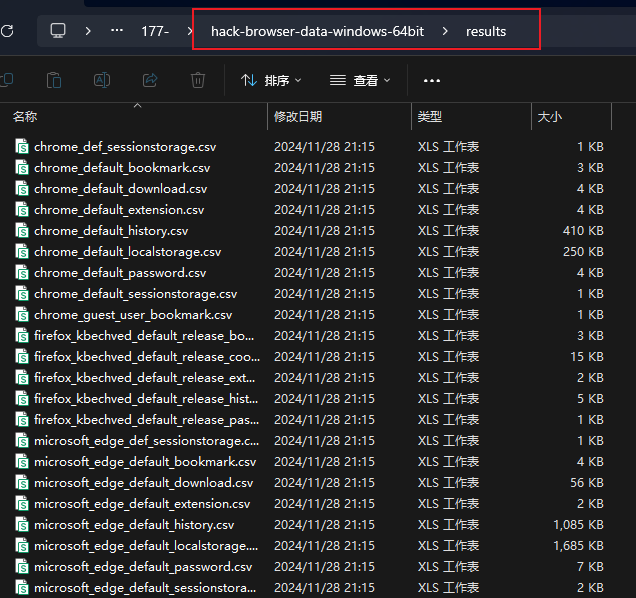 177- hack-browser-data-windows-64bit results
排序 查看
名称 修改日期 类型 大小
chrome_def_sessionstorage.csv 2024/11/28 21:15 XLS 工作表 1 KB
chrome_default_bookmark.csv 2024/11/28 21:15 XLS 工作表 3 KB
chrome_default_download.csv 2024/11/28 21:15 XLS 工作表 4 KB
chrome_default_extension.csv 2024/11/28 21:15 XLS 工作表 4 KB
chrome_default_history.csv 2024/11/28 21:15 XLS 工作表 410 KB
chrome_default_localstorage.csv 2024/11/28 21:15 XLS 工作表 250 KB
chrome_default_password.csv 2024/11/28 21:15 XLS 工作表 4 KB
chrome_default_sessionstorage.csv 2024/11/28 21:15 XLS 工作表 1 KB
chrome_guest_user_bookmark.csv 2024/11/28 21:15 XLS 工作表 1 KB
firefox_kbechved_default_release_bo... 2024/11/28 21:15 XLS 工作表 3 KB
firefox_kbechved_default_release_coo... 2024/11/28 21:15 XLS 工作表 15 KB
firefox_kbechved_default_release_ext... 2024/11/28 21:15 XLS 工作表 2 KB
firefox_kbechved_default_release_hist... 2024/11/28 21:15 XLS 工作表 5 KB
firefox_kbechved_default_release_pas... 2024/11/28 21:15 XLS 工作表 1 KB
microsoft_edge_def_sessionstorage.c... 2024/11/28 21:15 XLS 工作表 1 KB
microsoft_edge_default_bookmark.csv 2024/11/28 21:15 XLS 工作表 4 KB
microsoft_edge_default_download.csv 2024/11/28 21:15 XLS 工作表 56 KB
microsoft_edge_default_extension.csv 2024/11/28 21:15 XLS 工作表 2 KB
microsoft_edge_default_history.csv 2024/11/28 21:15 XLS 工作表 1,085 KB
microsoft_edge_default_localstorage.... 2024/11/28 21:15 XLS 工作表 1,685 KB
microsoft_edge_default_password.csv 2024/11/28 21:15 XLS 工作表 7 KB
microsoft_edge_default_sessionstora... 2024/11/28 21:15 XLS 工作表 2 KB